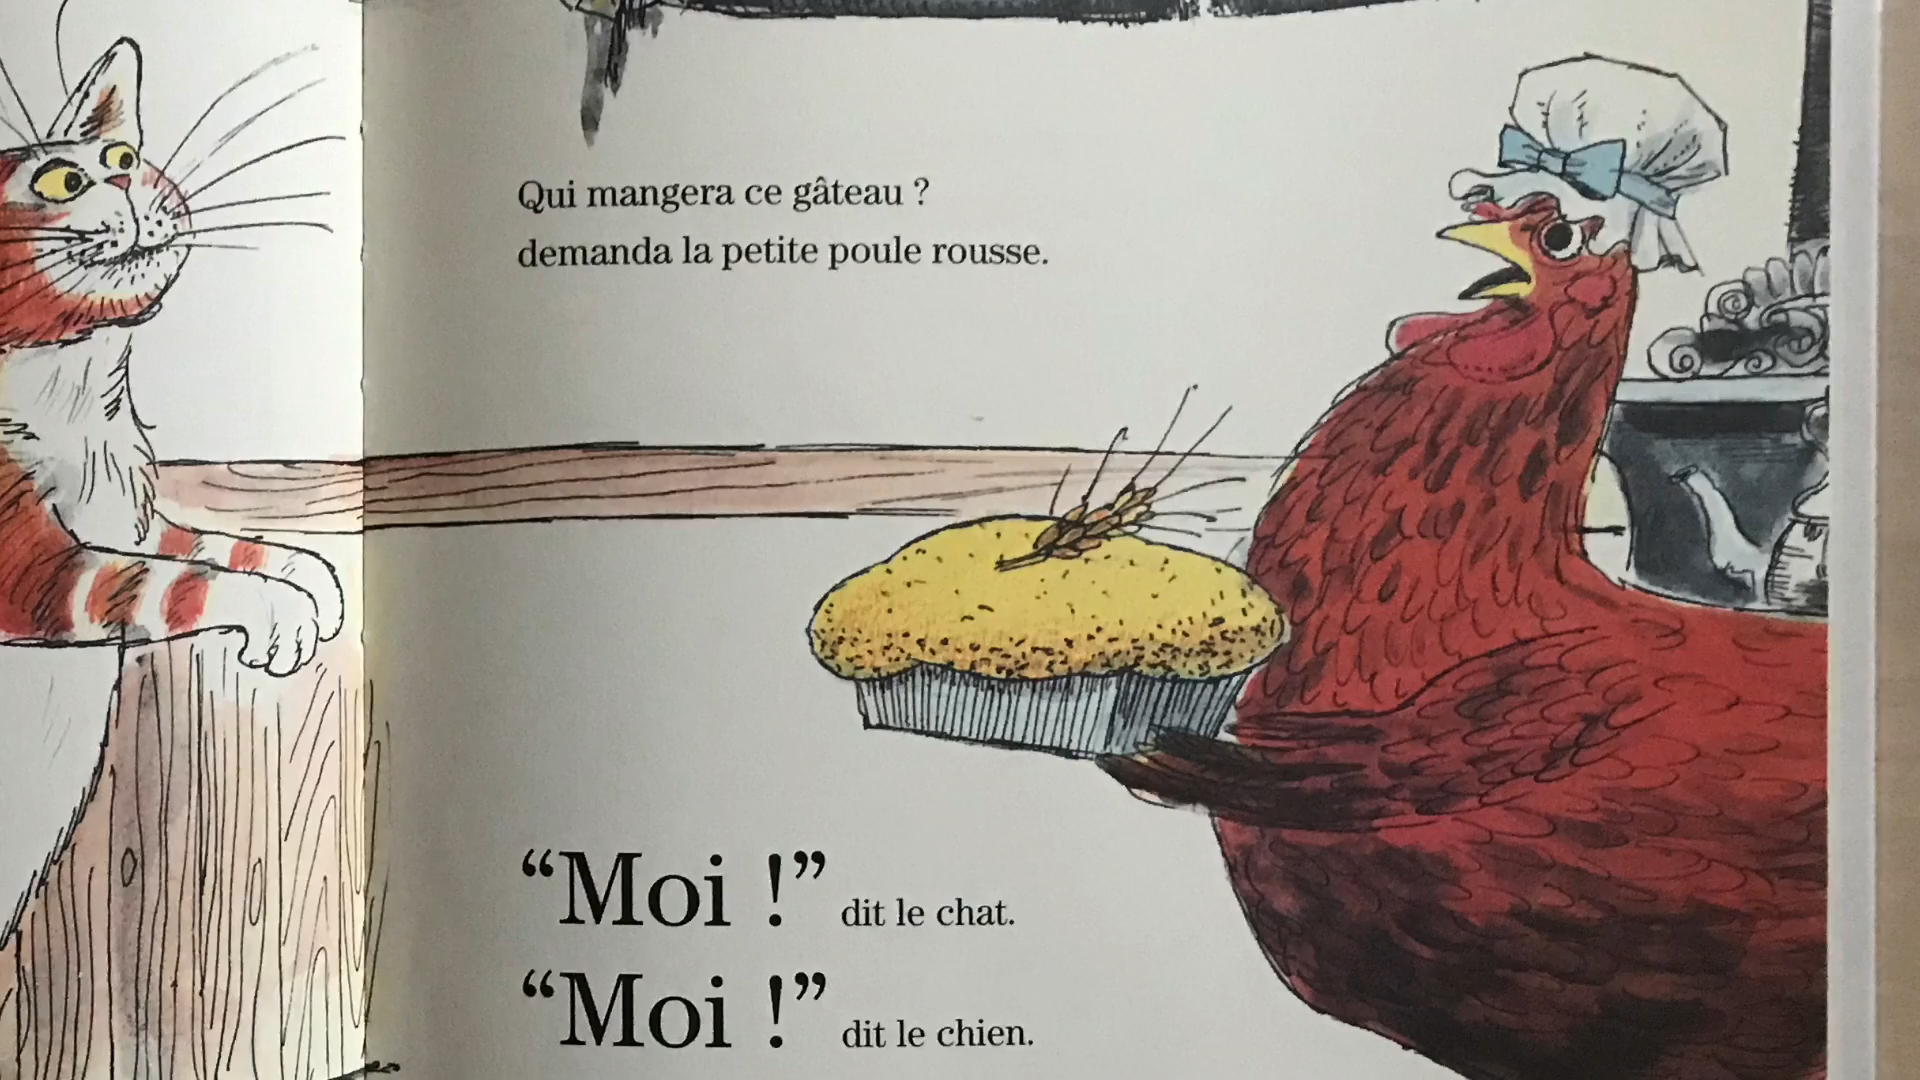 Qui mangera ce gâteau ?
demanda la petite poule rousse.
“Moi !” dit le chat.
“Moi !” dit le chien.